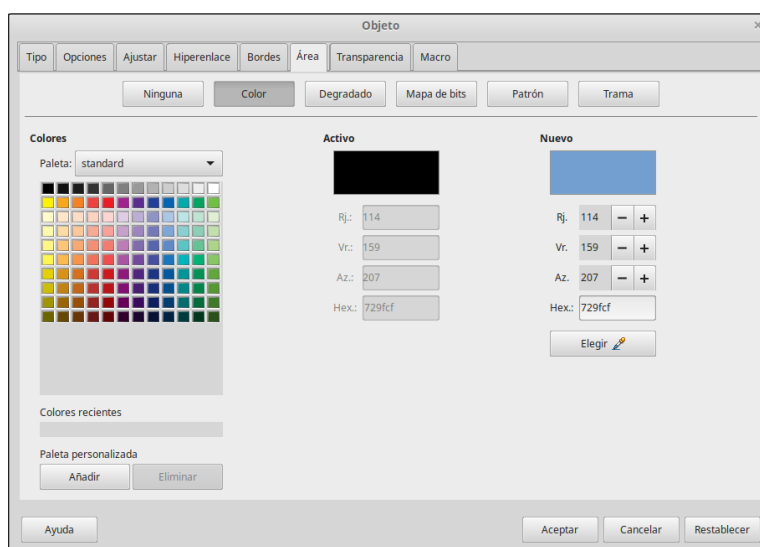 Objeto
Tipo Opciones Ajustar Hiperenlace Bordes Área Transparencia Macro
Ninguna Color Degradado Mapa de bits Patrón Trama
Colores Activo Nuevo
Paleta: standard
Rj.: 114 Rj. 114 − +
Vr.: 159 Vr. 159 − +
Az.: 207 Az. 207 − +
Hex.: 729fcf Hex.: 729fcf
Elegir
Colores recientes
Paleta personalizada
Añadir Eliminar
Ayuda Aceptar Cancelar Restablecer